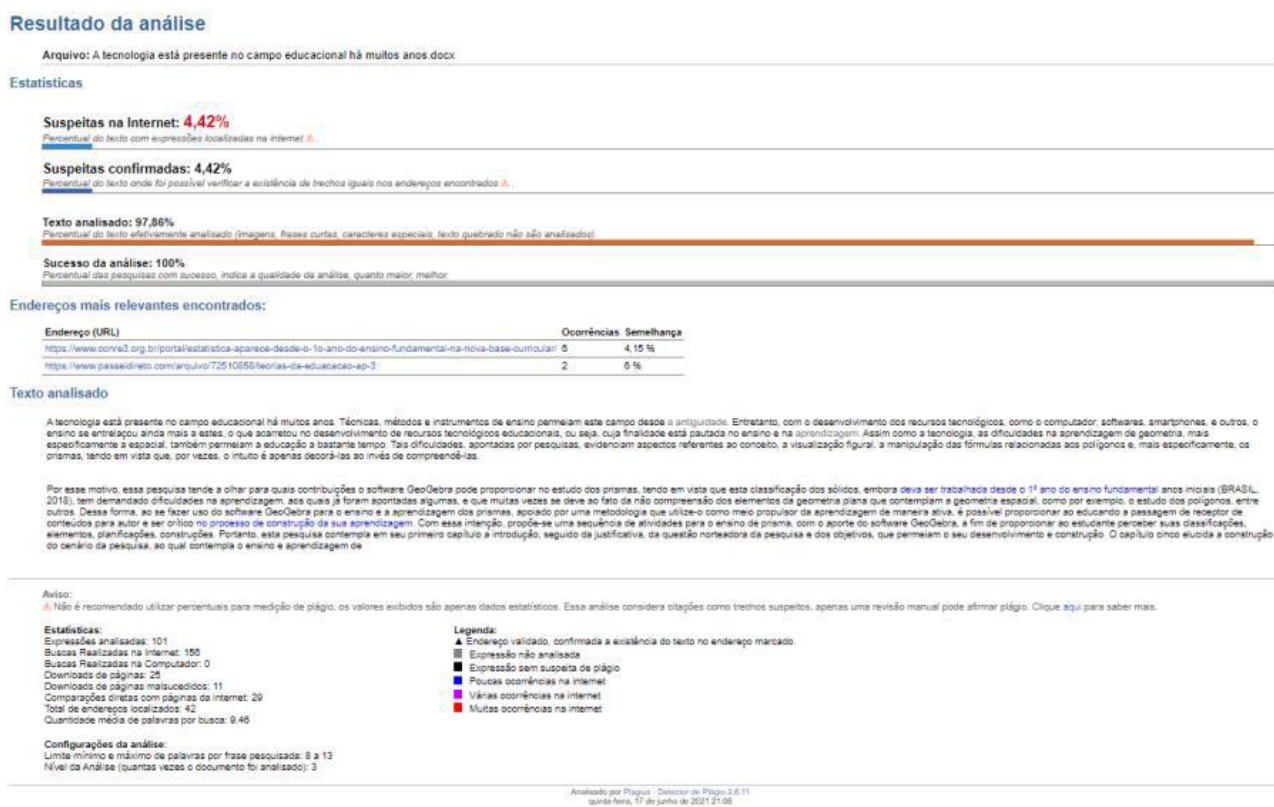 Resultado da análise
Arquivo: A tecnologia está presente no campo educacional há muitos anos.docx
Estatísticas
Suspeitas na Internet: 4,42%
Percentual do texto com expressões localizadas na internet ⚠.
Suspeitas confirmadas: 4,42%
Percentual do texto onde foi possível verificar a existência de trechos iguais nos endereços encontrados ⚠.
Texto analisado: 97,86%
Percentual do texto efetivamente analisado (imagens, frases curtas, caracteres especiais, texto quebrado não são analisados).
Sucesso da análise: 100%
Percentual das pesquisas com sucesso, indica a qualidade da análise, quanto maior, melhor.
Endereços mais relevantes encontrados:
Endereço (URL) Ocorrências Semelhança
https://www.conre3.org.br/portal/estatistica-aparece-desde-o-1o-ano-do-ensino-fundamental-na-nova-base-curricular/ 6 4,15 %
https://www.passeidireto.com/arquivo/72510858/teorias-da-eduacacao-ap-3 2 6 %
Texto analisado
A tecnologia está presente no campo educacional há muitos anos. Técnicas, métodos e instrumentos de ensino permeiam este campo desde a antiguidade. Entretanto, com o desenvolvimento dos recursos tecnológicos, como o computador, softwares, smartphones, e outros, o
ensino se entrelaçou ainda mais a estes, o que acarretou no desenvolvimento de recursos tecnológicos educacionais, ou seja, cuja finalidade está pautada no ensino e na aprendizagem. Assim como a tecnologia, as dificuldades na aprendizagem de geometria, mais
especificamente a espacial, também permeiam a educação a bastante tempo. Tais dificuldades, apontadas por pesquisas, evidenciam aspectos referentes ao conceito, a visualização figural, a manipulação das fórmulas relacionadas aos polígonos e, mais especificamente, os
prismas, tendo em vista que, por vezes, o intuito é apenas decorá-las ao invés de compreendê-las.
Por esse motivo, essa pesquisa tende a olhar para quais contribuições o software GeoGebra pode proporcionar no estudo dos prismas, tendo em vista que esta classificação dos sólidos, embora deva ser trabalhada desde o 1º ano do ensino fundamental anos iniciais (BRASIL,
2018), tem demandado dificuldades na aprendizagem, aos quais já foram apontadas algumas, e que muitas vezes se deve ao fato da não compreensão dos elementos da geometria plana que contemplam a geometria espacial, como por exemplo, o estudo dos polígonos, entre
outros. Dessa forma, ao se fazer uso do software GeoGebra para o ensino e a aprendizagem dos prismas, apoiado por uma metodologia que utilize-o como meio propulsor da aprendizagem de maneira ativa, é possível proporcionar ao educando a passagem de receptor de
conteúdos para autor e ser crítico no processo de construção da sua aprendizagem. Com essa intenção, propõe-se uma sequência de atividades para o ensino de prisma, com o aporte do software GeoGebra, a fim de proporcionar ao estudante perceber suas classificações,
elementos, planificações, construções. Portanto, esta pesquisa contempla em seu primeiro capítulo a introdução, seguido da justificativa, da questão norteadora da pesquisa e dos objetivos, que permeiam o seu desenvolvimento e construção. O capítulo cinco elucida a construção
do cenário da pesquisa, ao qual contempla o ensino e aprendizagem de
Aviso:
⚠ Não é recomendado utilizar percentuais para medição de plágio, os valores exibidos são apenas dados estatísticos. Essa análise considera citações como trechos suspeitos, apenas uma revisão manual pode afirmar plágio. Clique aqui para saber mais.
Estatísticas:
Expressões analisadas: 101
Buscas Realizadas na Internet: 156
Buscas Realizadas na Computador: 0
Downloads de páginas: 25
Downloads de páginas malsucedidos: 11
Comparações diretas com páginas da internet: 29
Total de endereços localizados: 42
Quantidade média de palavras por busca: 9,46
Legenda:
▲ Endereço validado, confirmada a existência do texto no endereço marcado.
Expressão não analisada
Expressão sem suspeita de plágio
Poucas ocorrências na internet
Várias ocorrências na internet
Muitas ocorrências na internet
Configurações da análise:
Limite mínimo e máximo de palavras por frase pesquisada: 8 a 13
Nível da Análise (quantas vezes o documento foi analisado): 3
Analisado por Plagius - Detector de Plágio 2.6.11
quinta-feira, 17 de junho de 2021 21:06